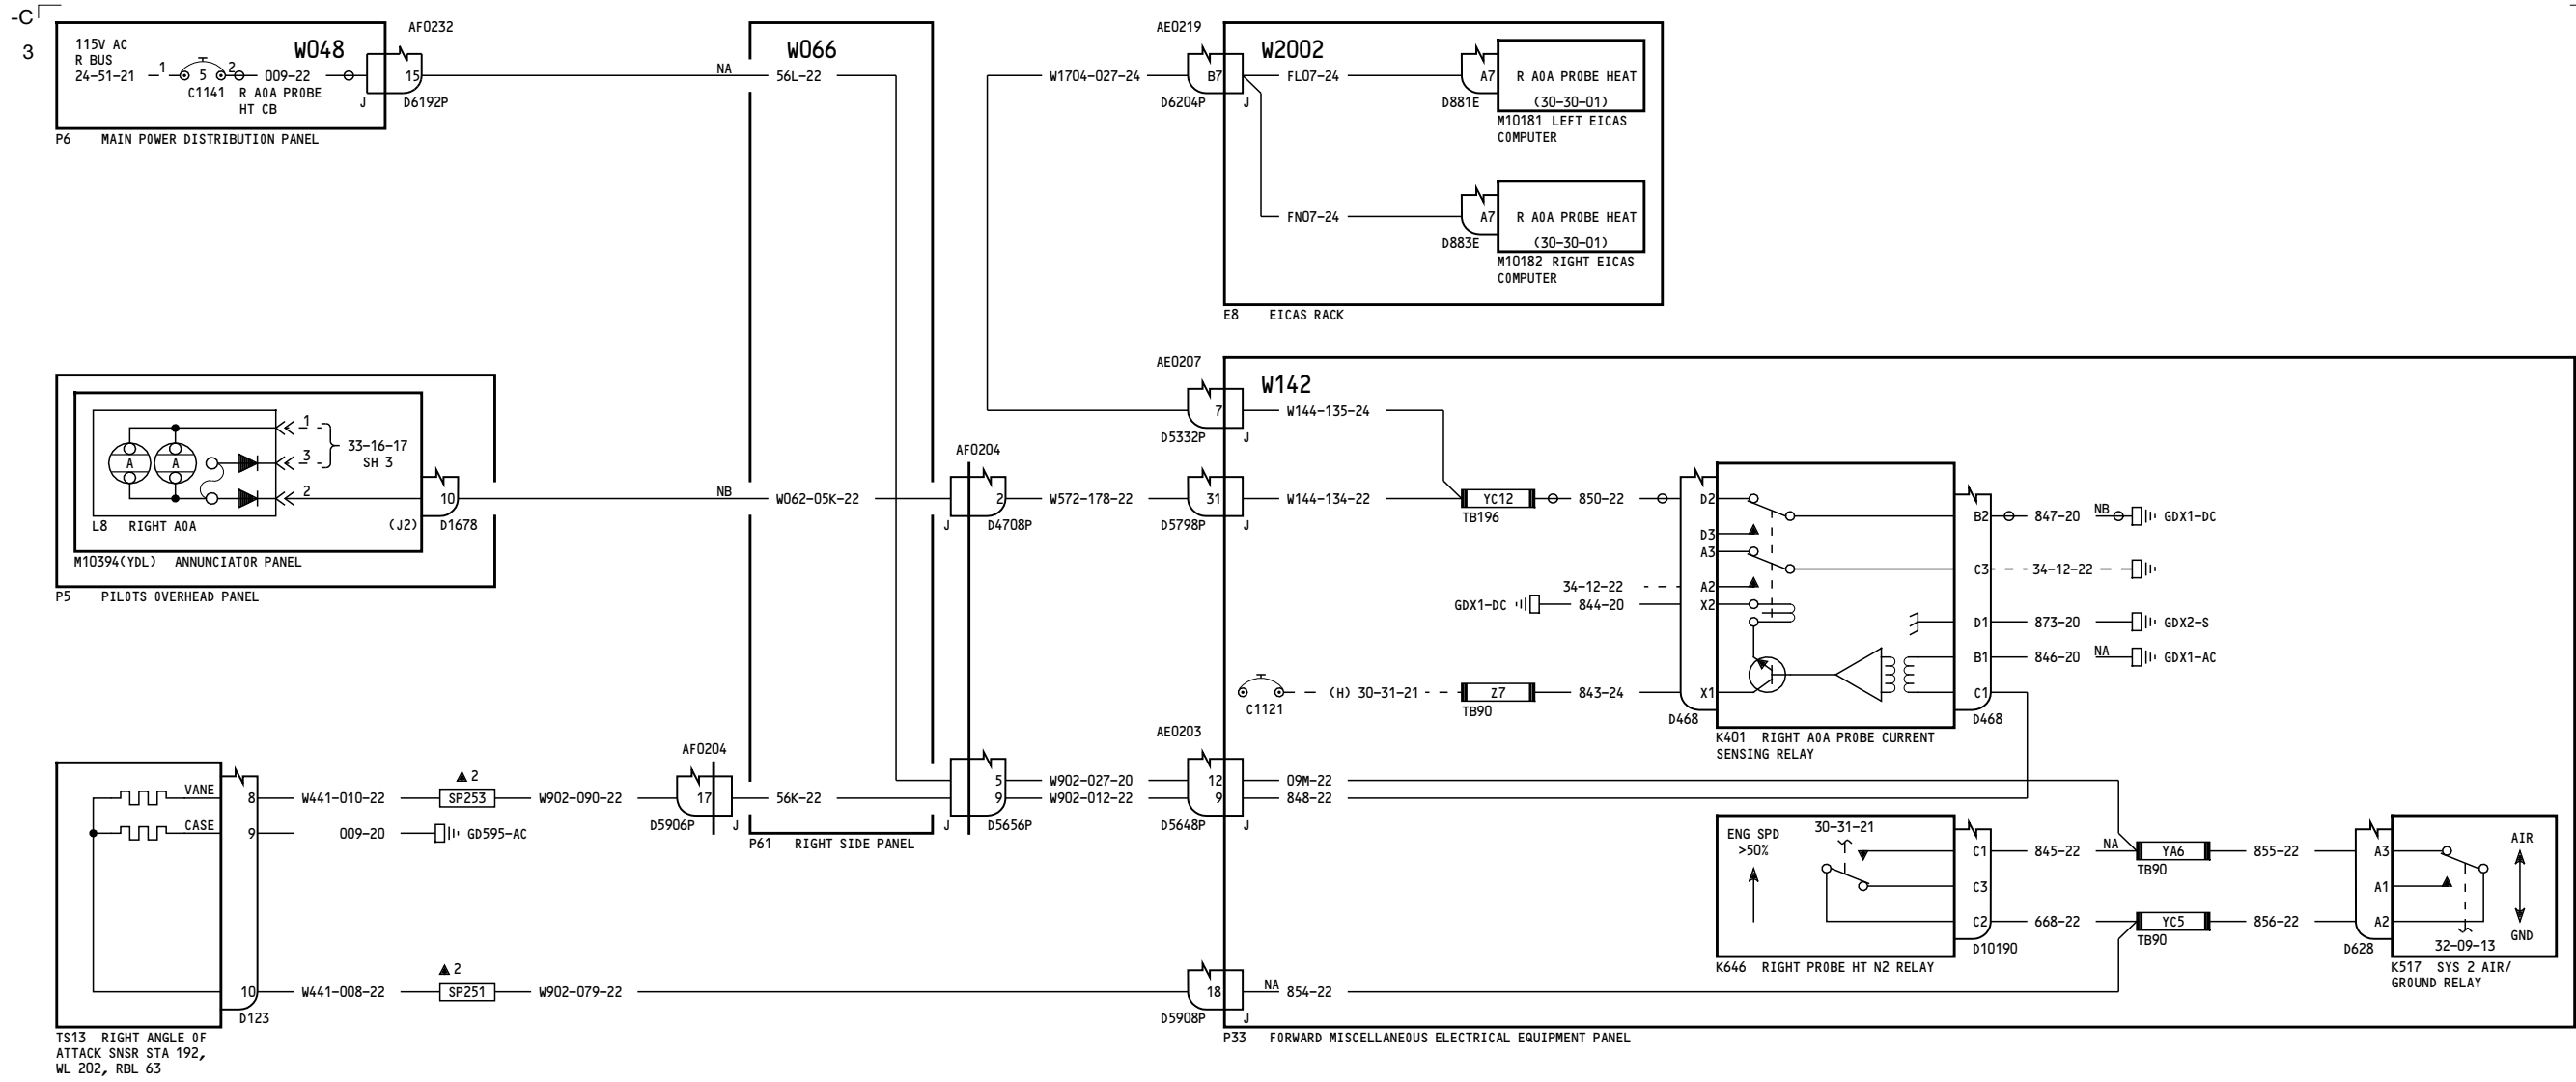 -C
3
AF0232
115V AC
R BUS
24-51-21
1
5
2
009-22
W048
15
C1141
R AOA PROBE
HT CB
J
D6192P
P6 MAIN POWER DISTRIBUTION PANEL
NA
W066
56L-22
AE0219
W1704-027-24
B7
D6204P
J
W2002
FL07-24
A7
D881E
R AOA PROBE HEAT
(30-30-01)
M10181 LEFT EICAS
COMPUTER
FN07-24
A7
D883E
R AOA PROBE HEAT
(30-30-01)
M10182 RIGHT EICAS
COMPUTER
E8 EICAS RACK
A
A
1
3
2
33-16-17
SH 3
L8 RIGHT AOA
(J2)
10
D1678
M10394(YDL) ANNUNCIATOR PANEL
P5 PILOTS OVERHEAD PANEL
NB
W062-05K-22
AF0204
2
J
D4708P
W572-178-22
AE0207
7
D5332P
J
31
D5798P
J
W142
W144-135-24
W144-134-22
YC12
TB196
850-22
D2
D3
A3
A2
X2
X1
D468
34-12-22
GDX1-DC
844-20
C1121
(H) 30-31-21
Z7
TB90
843-24
B2
C3
D1
B1
C1
D468
847-20
NB
GDX1-DC
34-12-22
873-20
GDX2-S
846-20
NA
GDX1-AC
K401 RIGHT AOA PROBE CURRENT
SENSING RELAY
VANE
CASE
8
9
10
D123
TS13 RIGHT ANGLE OF
ATTACK SNSR STA 192,
WL 202, RBL 63
W441-010-22
2
SP253
W902-090-22
009-20
GD595-AC
W441-008-22
2
SP251
W902-079-22
AF0204
17
D5906P
J
56K-22
P61 RIGHT SIDE PANEL
5
9
D5656P
W902-027-20
W902-012-22
AE0203
12
9
D5648P
J
09M-22
848-22
18
D5908P
J
NA
854-22
ENG SPD
>50%
30-31-21
C1
C3
C2
D10190
K646 RIGHT PROBE HT N2 RELAY
845-22
NA
YA6
TB90
855-22
668-22
YC5
TB90
856-22
A3
A1
A2
D628
32-09-13
AIR
GND
K517 SYS 2 AIR/
GROUND RELAY
P33 FORWARD MISCELLANEOUS ELECTRICAL EQUIPMENT PANEL